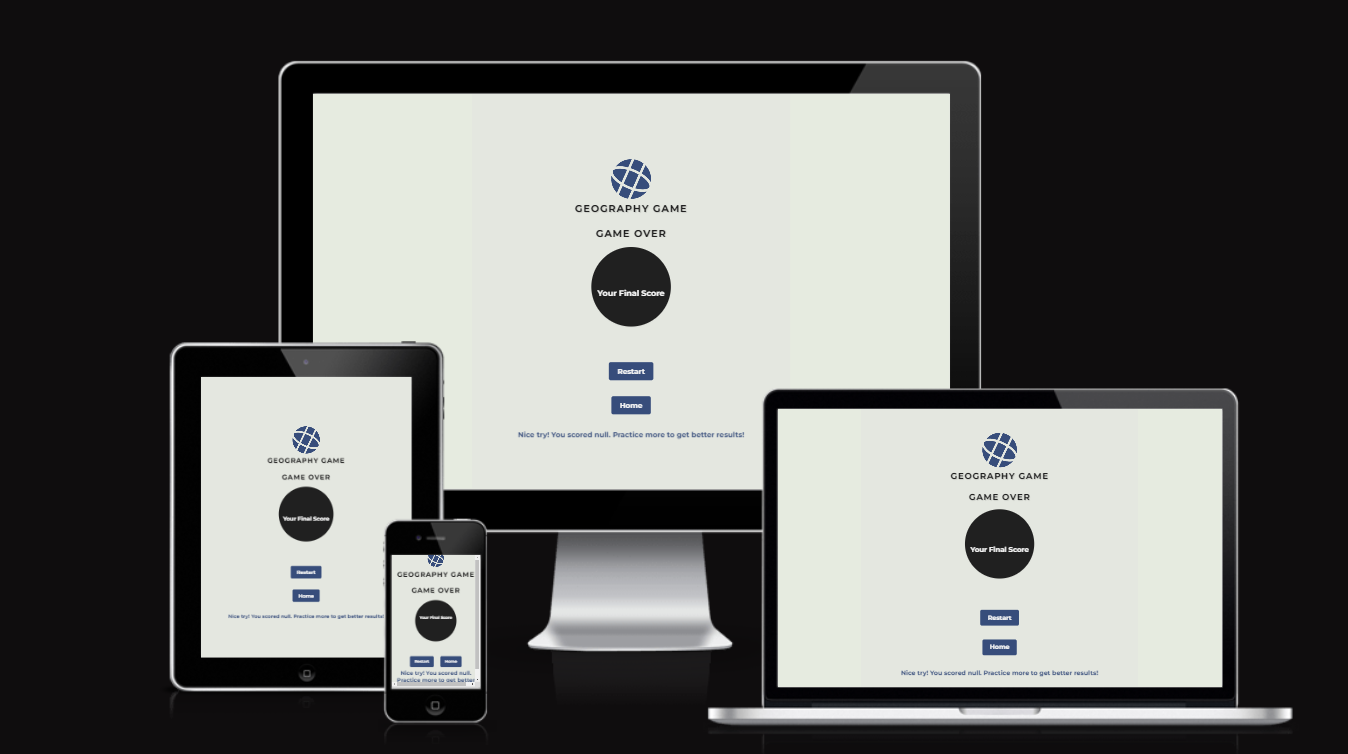 GEOGRAPHY GAME
GAME OVER
Your Final Score
Restart
Home
Nice try! You scored null. Practice more to get better results!
GEOGRAPHY GAME
GAME OVER
Your Final Score
Restart
Home
Nice try! You scored null. Practice more to get better results!
GEOGRAPHY GAME
GAME OVER
Your Final Score
Restart Home
Nice try! You scored null.
Practice more to get better
GEOGRAPHY GAME
GAME OVER
Your Final Score
Restart
Home
Nice try! You scored null. Practice more to get better results!